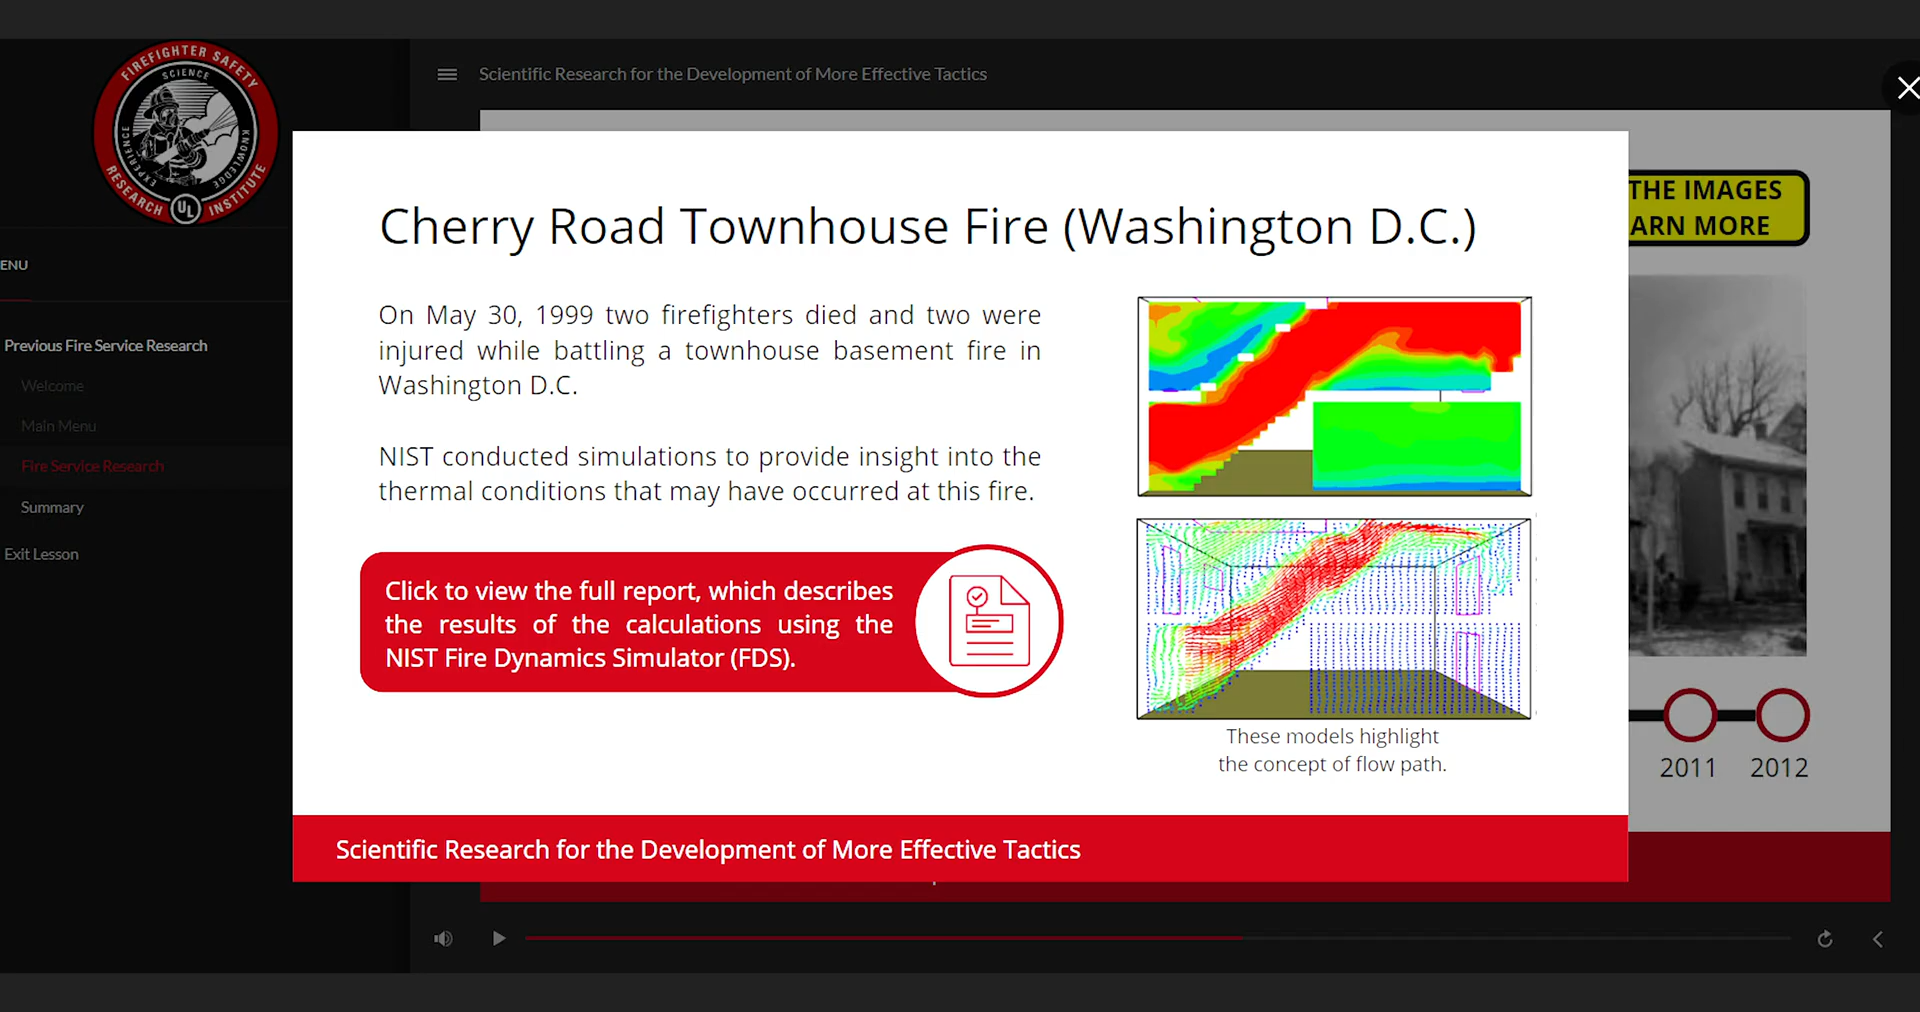 FIREFIGHTER SAFETY
SCIENCE
EXPERIENCE
KNOWLEDGE
RESEARCH INSTITUTE
UL
Scientific Research for the Development of More Effective Tactics
ENU
Previous Fire Service Research
Welcome
Main Menu
Fire Service Research
Summary
Exit Lesson
THE IMAGES
ARN MORE
Cherry Road Townhouse Fire (Washington D.C.)
On May 30, 1999 two firefighters died and two were
injured while battling a townhouse basement fire in
Washington D.C.
NIST conducted simulations to provide insight into the
thermal conditions that may have occurred at this fire.
Click to view the full report, which describes
the results of the calculations using the
NIST Fire Dynamics Simulator (FDS).
These models highlight
the concept of flow path.
2011 2012
Scientific Research for the Development of More Effective Tactics